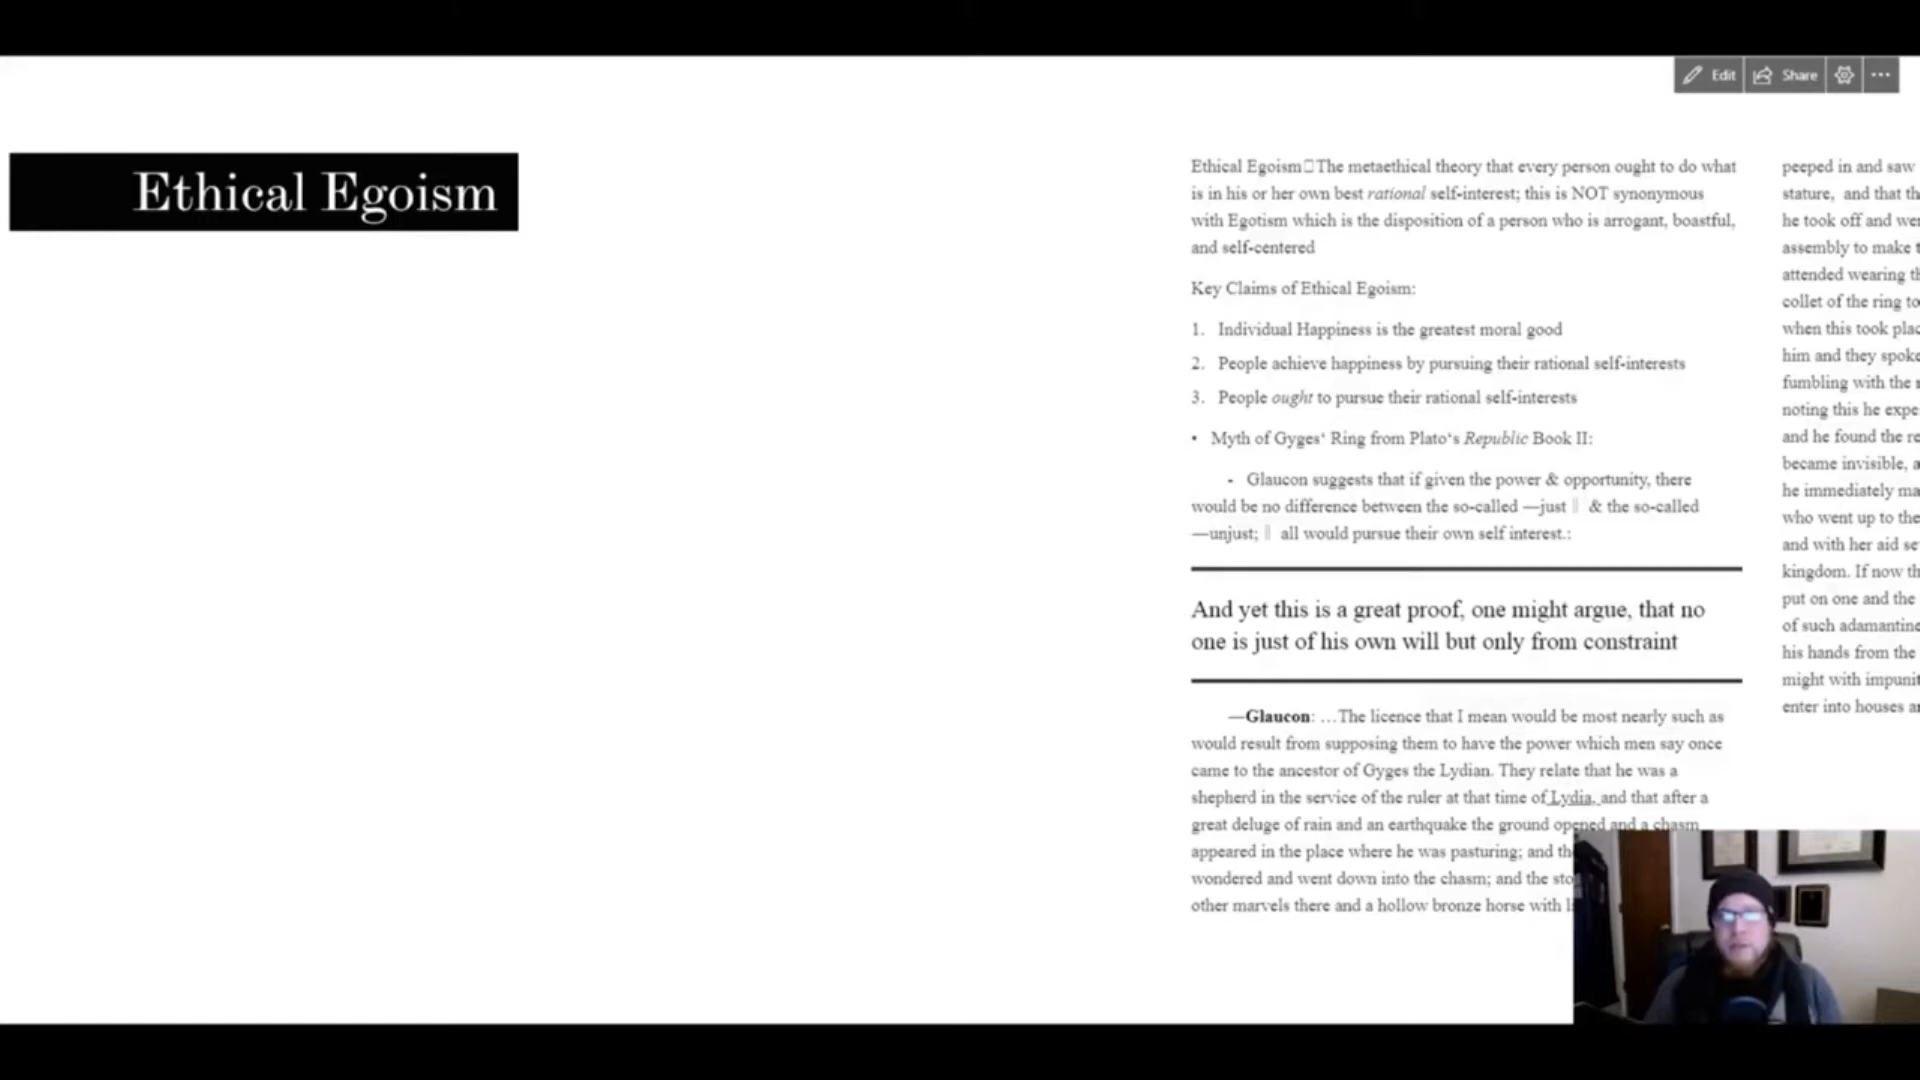 Edit Share ...
Ethical Egoism
Ethical Egoism□The metaethical theory that every person ought to do what
is in his or her own best rational self-interest; this is NOT synonymous
with Egotism which is the disposition of a person who is arrogant, boastful,
and self-centered
Key Claims of Ethical Egoism:
1. Individual Happiness is the greatest moral good
2. People achieve happiness by pursuing their rational self-interests
3. People ought to pursue their rational self-interests
• Myth of Gyges‘ Ring from Plato‘s Republic Book II:
- Glaucon suggests that if given the power & opportunity, there
would be no difference between the so-called ―just‖ & the so-called
―unjust;‖ all would pursue their own self interest.:
And yet this is a great proof, one might argue, that no
one is just of his own will but only from constraint
―Glaucon: …The licence that I mean would be most nearly such as
would result from supposing them to have the power which men say once
came to the ancestor of Gyges the Lydian. They relate that he was a
shepherd in the service of the ruler at that time of Lydia, and that after a
great deluge of rain and an earthquake the ground opened and a chasm
appeared in the place where he was pasturing; and the
wondered and went down into the chasm; and the
other marvels there and a hollow bronze horse with
peeped in and saw
stature, and that
he took off and
assembly to make
attended wearing
collet of the ring to
when this took
him and they spoke
fumbling with the
noting this he
and he found the
became invisible,
he immediately
who went up to the
and with her aid
kingdom. If now
put on one and the
of such
his hands from the
might with
enter into houses